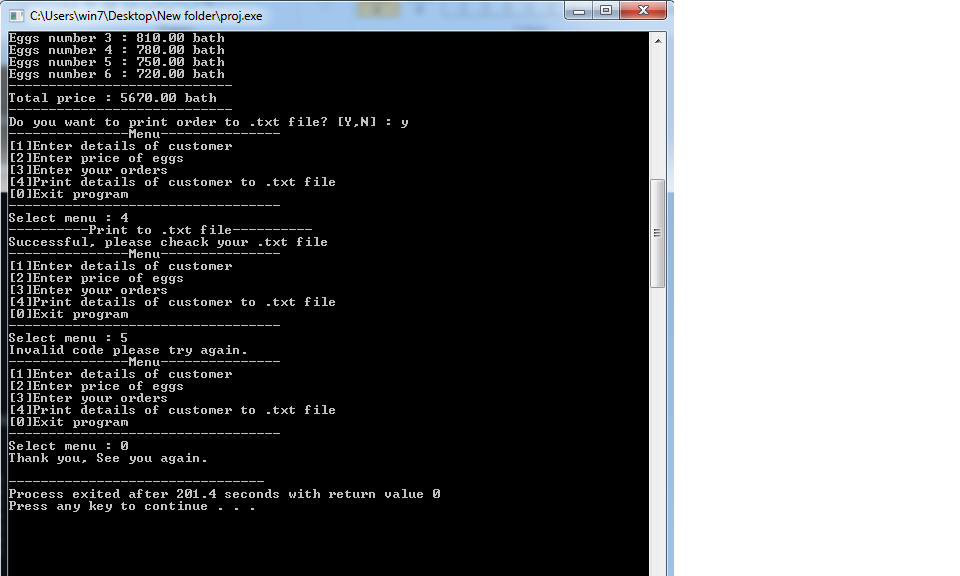 C:\Users\win7\Desktop\New folder\proj.exe
Eggs number 3 : 810.00 bath
Eggs number 4 : 780.00 bath
Eggs number 5 : 750.00 bath
Eggs number 6 : 720.00 bath
----------------------------
Total price : 5670.00 bath
----------------------------
Do you want to print order to .txt file? [Y,N] : y
---------------Menu---------------
[1]Enter details of customer
[2]Enter price of eggs
[3]Enter your orders
[4]Print details of customer to .txt file
[0]Exit program
----------------------------------
Select menu : 4
----------Print to .txt file----------
Successful, please cheack your .txt file
---------------Menu---------------
[1]Enter details of customer
[2]Enter price of eggs
[3]Enter your orders
[4]Print details of customer to .txt file
[0]Exit program
----------------------------------
Select menu : 5
Invalid code please try again.
---------------Menu---------------
[1]Enter details of customer
[2]Enter price of eggs
[3]Enter your orders
[4]Print details of customer to .txt file
[0]Exit program
----------------------------------
Select menu : 0
Thank you, See you again.
--------------------------------
Process exited after 201.4 seconds with return value 0
Press any key to continue . . .